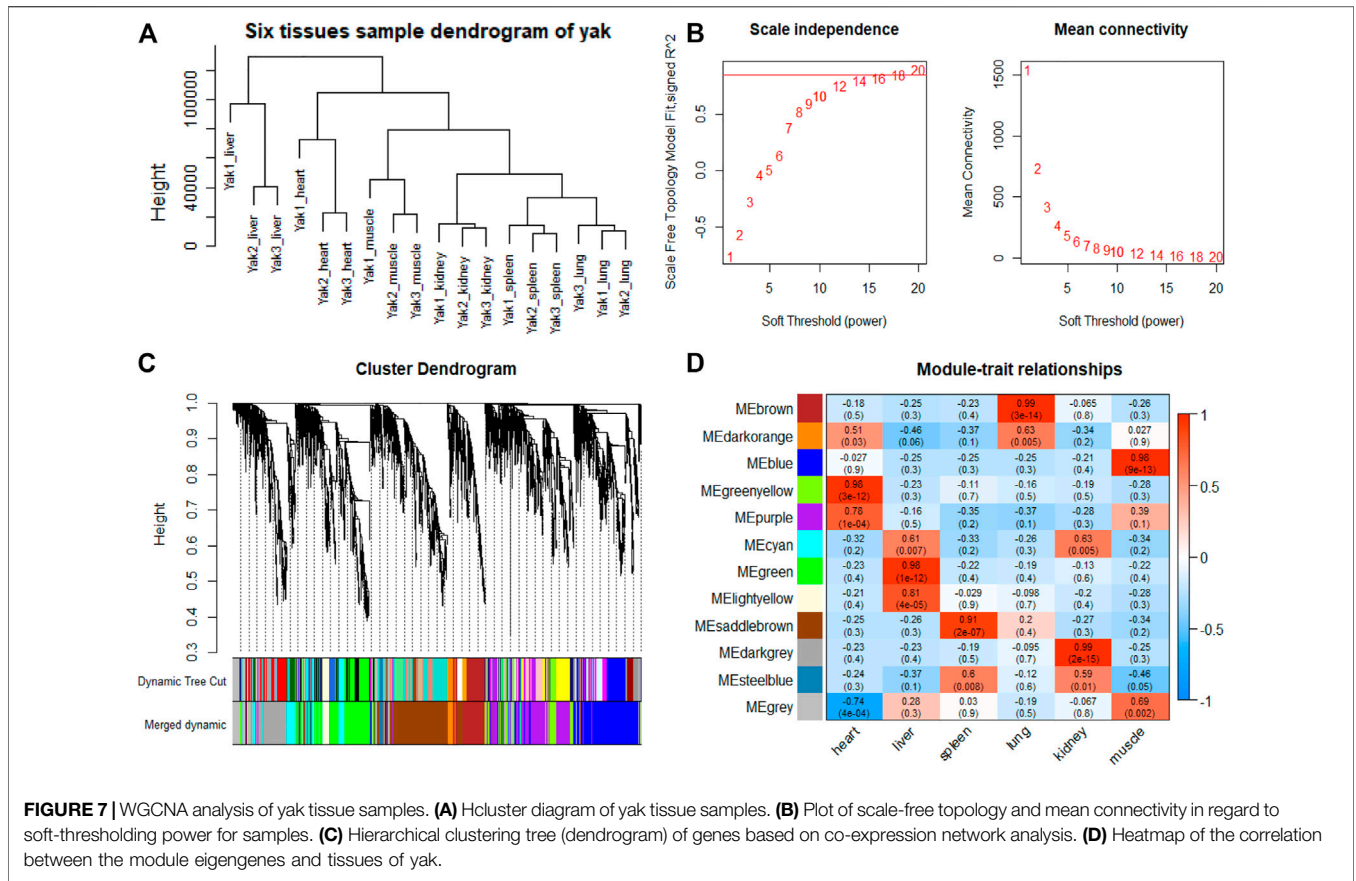 A
Six tissues sample dendrogram of yak
Height
0
40000
100000
Yak1_liver
Yak2_liver
Yak3_liver
Yak1_heart
Yak2_heart
Yak3_heart
Yak1_muscle
Yak2_muscle
Yak3_muscle
Yak1_kidney
Yak2_kidney
Yak3_kidney
Yak1_spleen
Yak2_spleen
Yak3_spleen
Yak3_lung
Yak1_lung
Yak2_lung
B
Scale independence
Scale Free Topology Model Fit,signed R^2
-0.5 0.0 0.5
1 2 3 4 5 6 7 8 9 10 12 14 16 18 20
5 10 15 20
Soft Threshold (power)
Mean connectivity
Mean Connectivity
0 500 1000 1500
1 2 3 4 5 6 7 8 9 10 12 14 16 18 20
5 10 15 20
Soft Threshold (power)
C
Cluster Dendrogram
Height
0.3 0.4 0.5 0.6 0.7 0.8 0.9 1.0
Dynamic Tree Cut
Merged dynamic
D
Module-trait relationships
MEbrown -0.18 -0.25 -0.23 0.99 -0.065 -0.26
(0.5) (0.3) (0.4) (3e-14) (0.8) (0.3)
MEdarkorange 0.51 -0.46 -0.37 0.63 -0.34 0.027
(0.03) (0.06) (0.1) (0.005) (0.2) (0.9)
MEblue -0.027 -0.25 -0.25 -0.25 -0.21 0.98
(0.9) (0.3) (0.3) (0.3) (0.4) (9e-13)
MEgreenyellow 0.98 -0.23 -0.11 -0.16 -0.19 -0.28
(3e-12) (0.3) (0.7) (0.5) (0.5) (0.3)
MEpurple 0.78 -0.16 -0.35 -0.37 -0.28 0.39
(1e-04) (0.5) (0.2) (0.1) (0.3) (0.1)
MEcyan -0.32 0.61 -0.33 -0.26 0.63 -0.34
(0.2) (0.007) (0.2) (0.3) (0.005) (0.2)
MEgreen -0.23 0.98 -0.22 -0.19 -0.13 -0.22
(0.4) (1e-12) (0.4) (0.4) (0.6) (0.4)
MElightyellow -0.21 0.81 -0.029 -0.098 -0.2 -0.28
(0.4) (4e-05) (0.9) (0.7) (0.4) (0.3)
MEsaddlebrown -0.25 -0.26 0.91 0.2 -0.27 -0.34
(0.3) (0.3) (2e-07) (0.4) (0.3) (0.2)
MEdarkgrey -0.23 -0.23 -0.19 -0.095 0.99 -0.25
(0.4) (0.4) (0.5) (0.7) (2e-15) (0.3)
MEsteelblue -0.24 -0.37 0.6 -0.12 0.59 -0.46
(0.3) (0.1) (0.008) (0.6) (0.01) (0.05)
MEgrey -0.74 0.28 0.03 -0.19 -0.067 0.69
(4e-04) (0.3) (0.9) (0.5) (0.8) (0.002)
heart liver spleen lung kidney muscle
1
0.5
0
-0.5
-1
FIGURE 7 | WGCNA analysis of yak tissue samples. (A) Hcluster diagram of yak tissue samples. (B) Plot of scale-free topology and mean connectivity in regard to
soft-thresholding power for samples. (C) Hierarchical clustering tree (dendrogram) of genes based on co-expression network analysis. (D) Heatmap of the correlation
between the module eigengenes and tissues of yak.